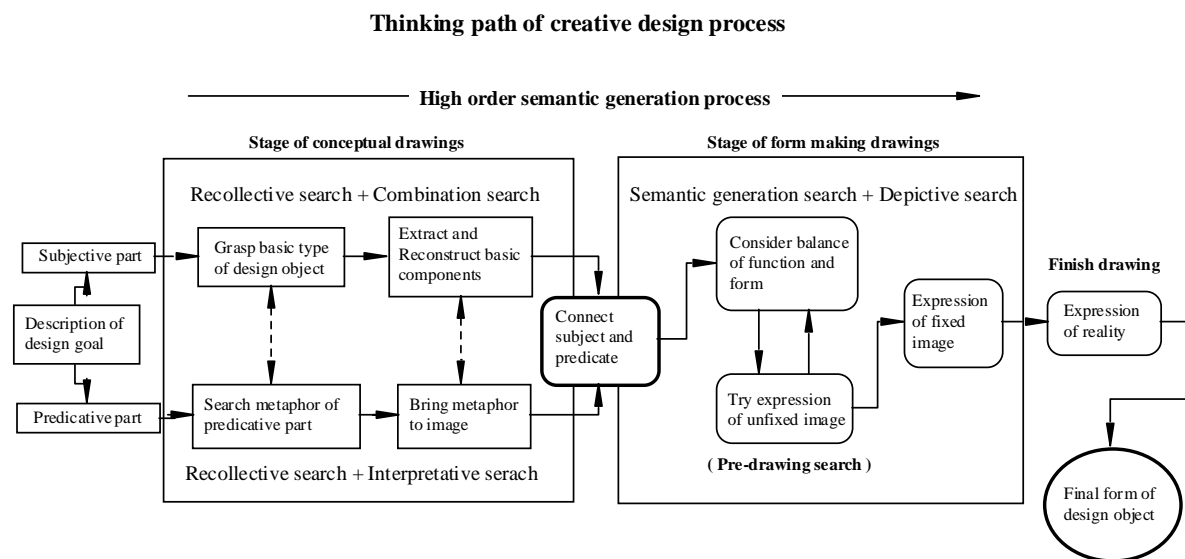 Thinking path of creative design process
High order semantic generation process
Stage of conceptual drawings
Stage of form making drawings
Recollective search + Combination search
Semantic generation search + Depictive search
Subjective part
Grasp basic type
of design object
Extract and
Reconstruct basic
components
Consider balance
of function and
form
Finish drawing
Description of
design goal
Connect
subject and
predicate
Expression
of fixed
image
Expression
of reality
Predicative part
Search metaphor of
predicative part
Bring metaphor
to image
Try expression
of unfixed image
( Pre-drawing search )
Recollective search + Interpretative serach
Final form of
design object